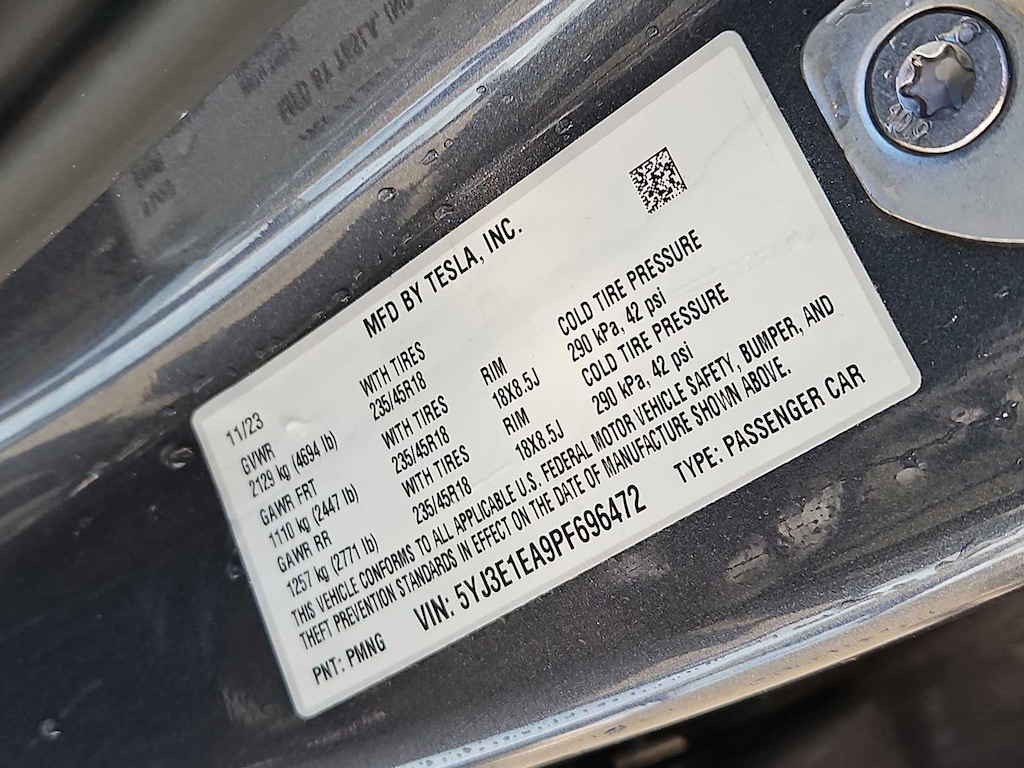 MFD BY TESLA, INC.
11/23
GVWR WITH TIRES RIM COLD TIRE PRESSURE
2129 kg (4694 lb) 235/45R18 18X8.5J 290 kPa, 42 psi
GAWR FRT WITH TIRES RIM COLD TIRE PRESSURE
1110 kg (2447 lb) 235/45R18 18X8.5J 290 kPa, 42 psi
GAWR RR WITH TIRES
1257 kg (2771 lb) 235/45R18
THIS VEHICLE CONFORMS TO ALL APPLICABLE U.S. FEDERAL MOTOR VEHICLE SAFETY, BUMPER, AND
THEFT PREVENTION STANDARDS IN EFFECT ON THE DATE OF MANUFACTURE SHOWN ABOVE.
PNT: PMNG VIN: 5YJ3E1EA9PF696472 TYPE: PASSENGER CAR